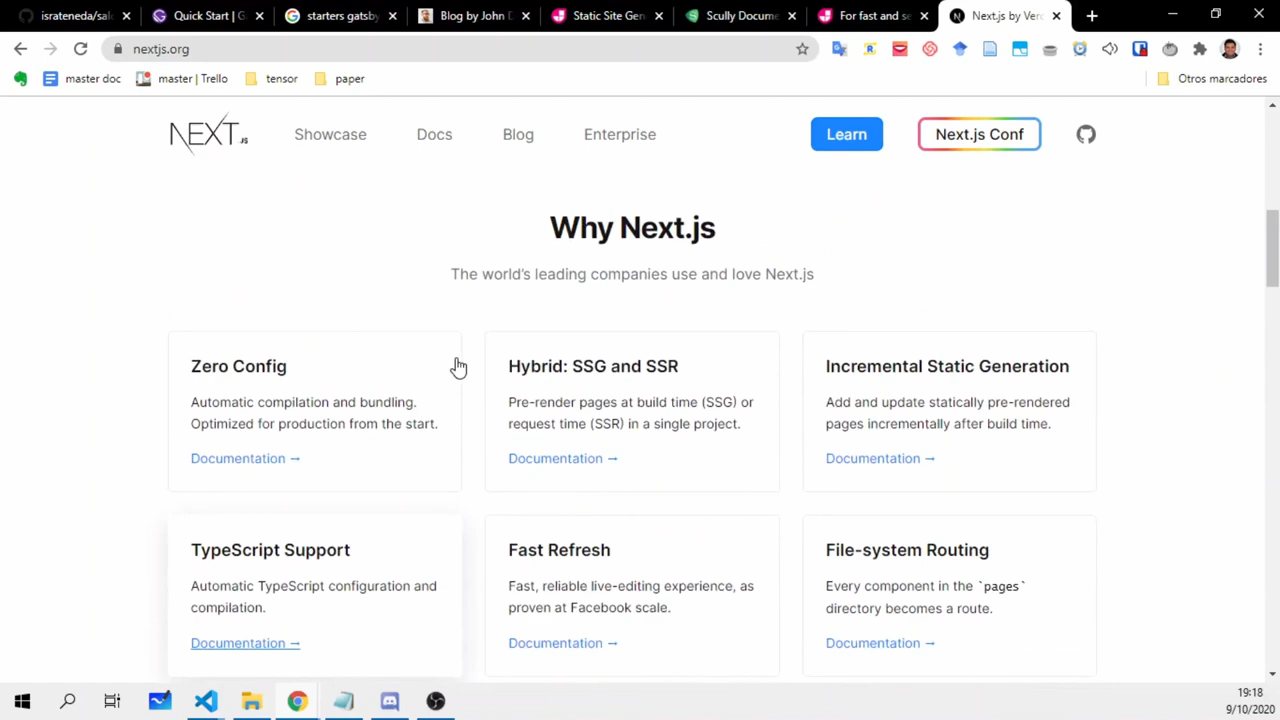 israteneda/salo
Quick Start | G
starters gatsby
Blog by John D
Static Site Gen
Scully Docume
For fast and se
Next.js by Verc
nextjs.org
master doc
master | Trello
tensor
paper
Otros marcadores
NEXT.JS
Showcase
Docs
Blog
Enterprise
Learn
Next.js Conf
Why Next.js
The world's leading companies use and love Next.js
Zero Config
Automatic compilation and bundling.
Optimized for production from the start.
Documentation →
Hybrid: SSG and SSR
Pre-render pages at build time (SSG) or
request time (SSR) in a single project.
Documentation →
Incremental Static Generation
Add and update statically pre-rendered
pages incrementally after build time.
Documentation →
TypeScript Support
Automatic TypeScript configuration and
compilation.
Documentation →
Fast Refresh
Fast, reliable live-editing experience, as
proven at Facebook scale.
Documentation →
File-system Routing
Every component in the `pages`
directory becomes a route.
Documentation →
19:18
9/10/2020